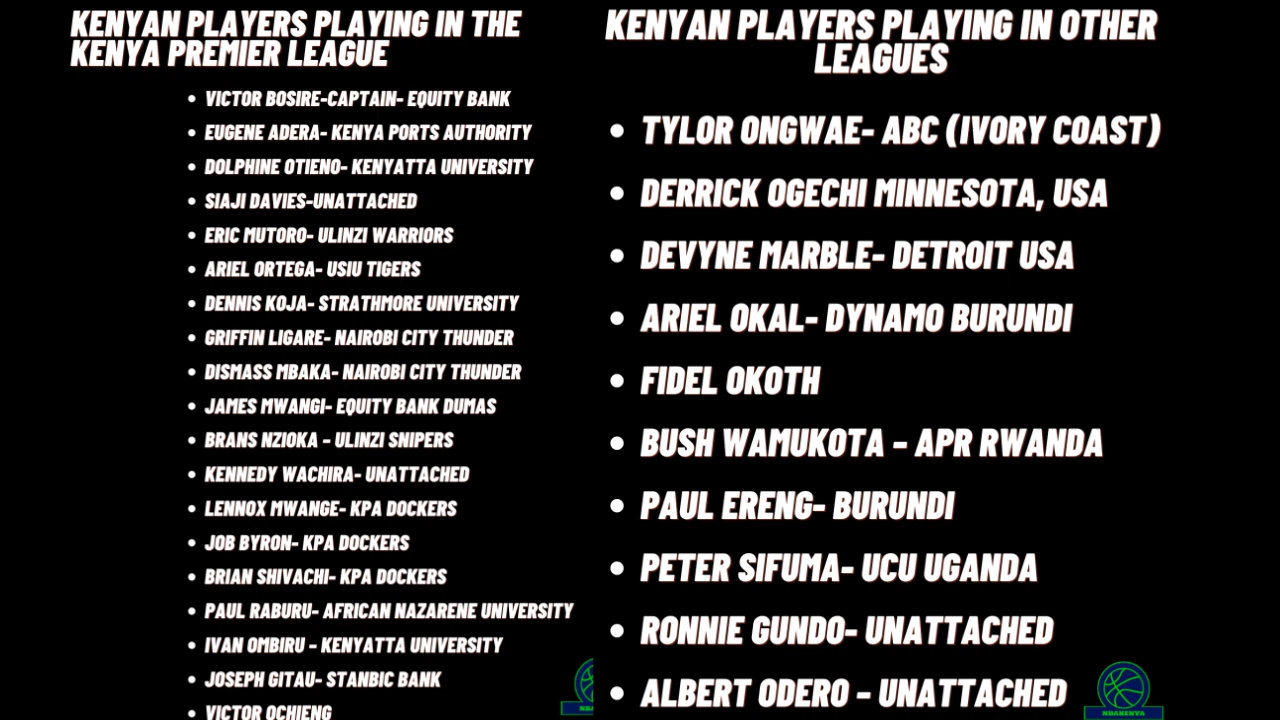 KENYAN PLAYERS PLAYING IN THE
KENYA PREMIER LEAGUE
• VICTOR BOSIRE-CAPTAIN- EQUITY BANK
• EUGENE ADERA- KENYA PORTS AUTHORITY
• DOLPHINE OTIENO- KENYATTA UNIVERSITY
• SIAJI DAVIES-UNATTACHED
• ERIC MUTORO- ULINZI WARRIORS
• ARIEL ORTEGA- USIU TIGERS
• DENNIS KOJA- STRATHMORE UNIVERSITY
• GRIFFIN LIGARE- NAIROBI CITY THUNDER
• DISMASS MBAKA- NAIROBI CITY THUNDER
• JAMES MWANGI- EQUITY BANK DUMAS
• BRANS NZIOKA – ULINZI SNIPERS
• KENNEDY WACHIRA- UNATTACHED
• LENNOX MWANGE- KPA DOCKERS
• JOB BYRON- KPA DOCKERS
• BRIAN SHIVACHI- KPA DOCKERS
• PAUL RABURU- AFRICAN NAZARENE UNIVERSITY
• IVAN OMBIRU – KENYATTA UNIVERSITY
• JOSEPH GITAU- STANBIC BANK
• VICTOR OCHIENG
KENYAN PLAYERS PLAYING IN OTHER
LEAGUES
• TYLOR ONGWAE- ABC (IVORY COAST)
• DERRICK OGECHI MINNESOTA, USA
• DEVYNE MARBLE- DETROIT USA
• ARIEL OKAL- DYNAMO BURUNDI
• FIDEL OKOTH
• BUSH WAMUKOTA – APR RWANDA
• PAUL ERENG- BURUNDI
• PETER SIFUMA- UCU UGANDA
• RONNIE GUNDO- UNATTACHED
• ALBERT ODERO – UNATTACHED
NBAKENYA